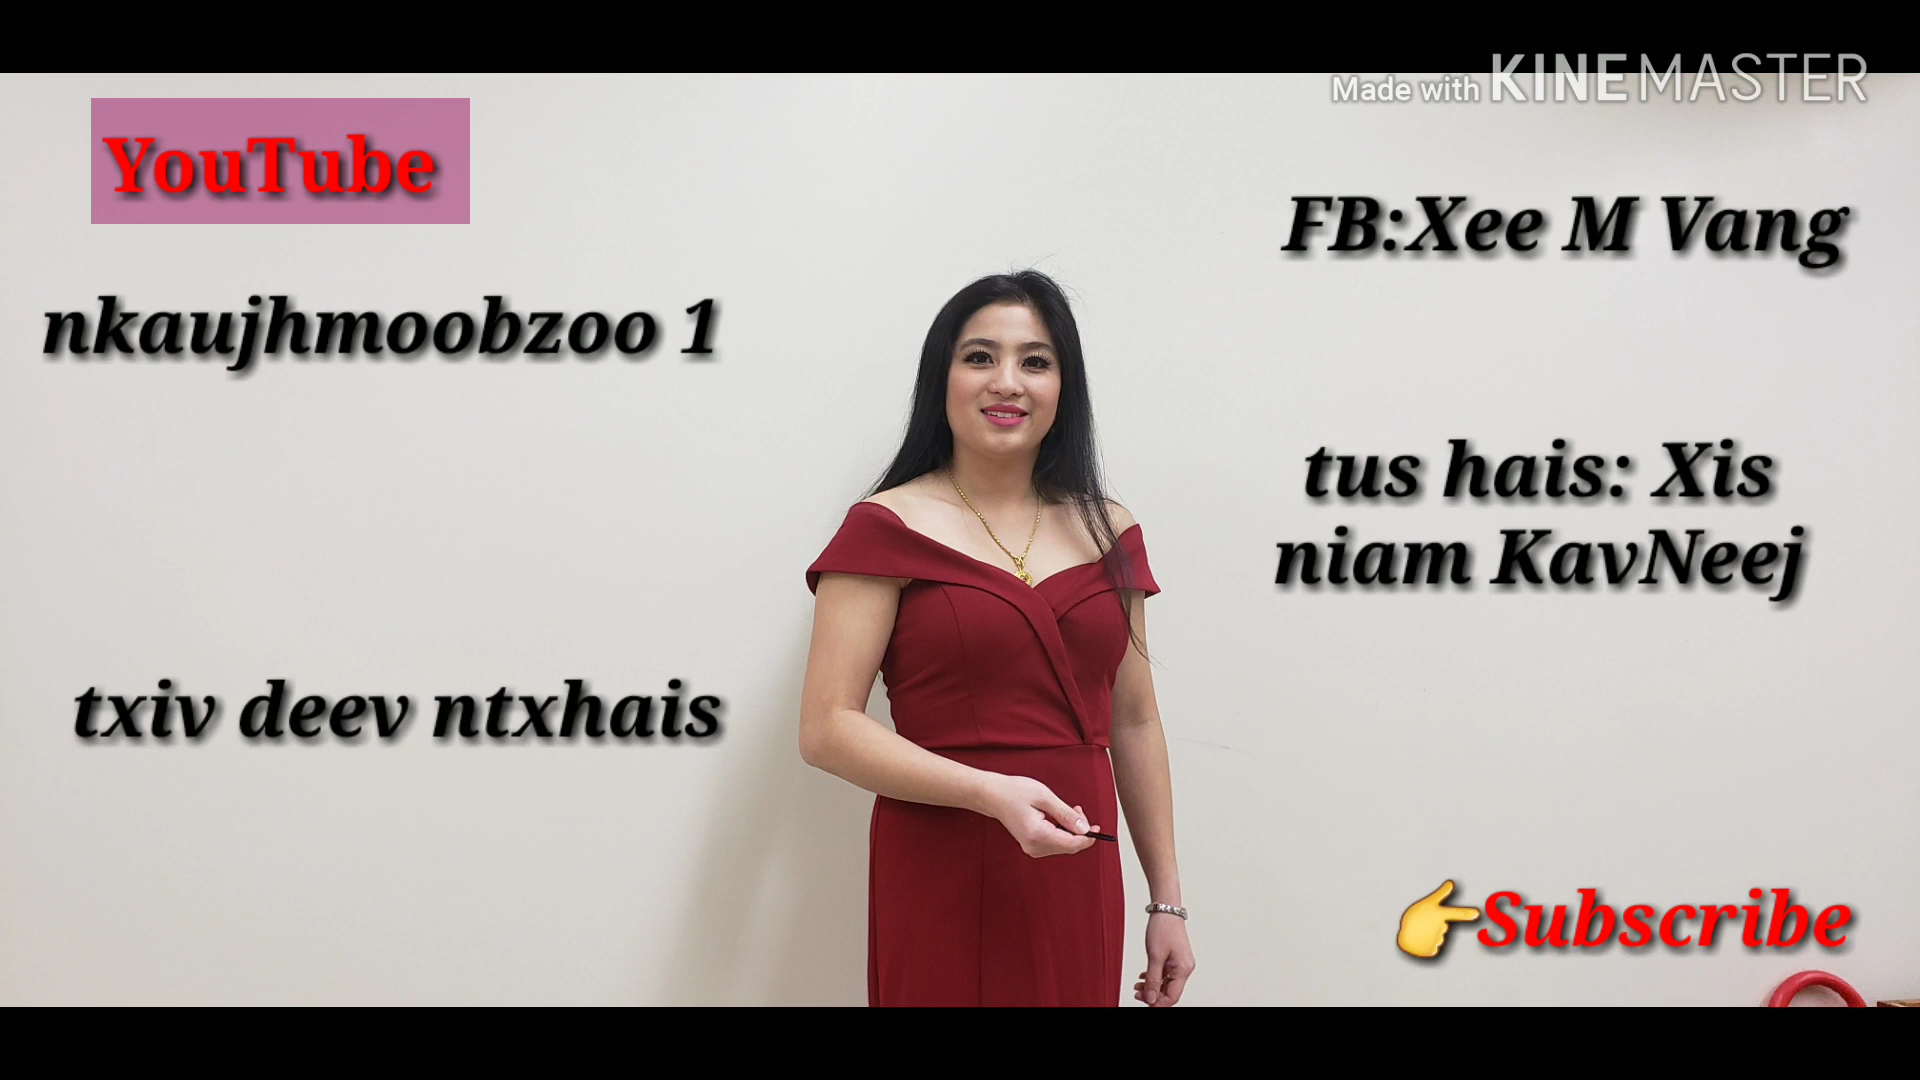 Made with KINEMASTER
YouTube
FB:Xee M Vang
nkaujhmoobzoo 1
tus hais: Xis
niam KavNeej
txiv deev ntxhais
👉Subscribe